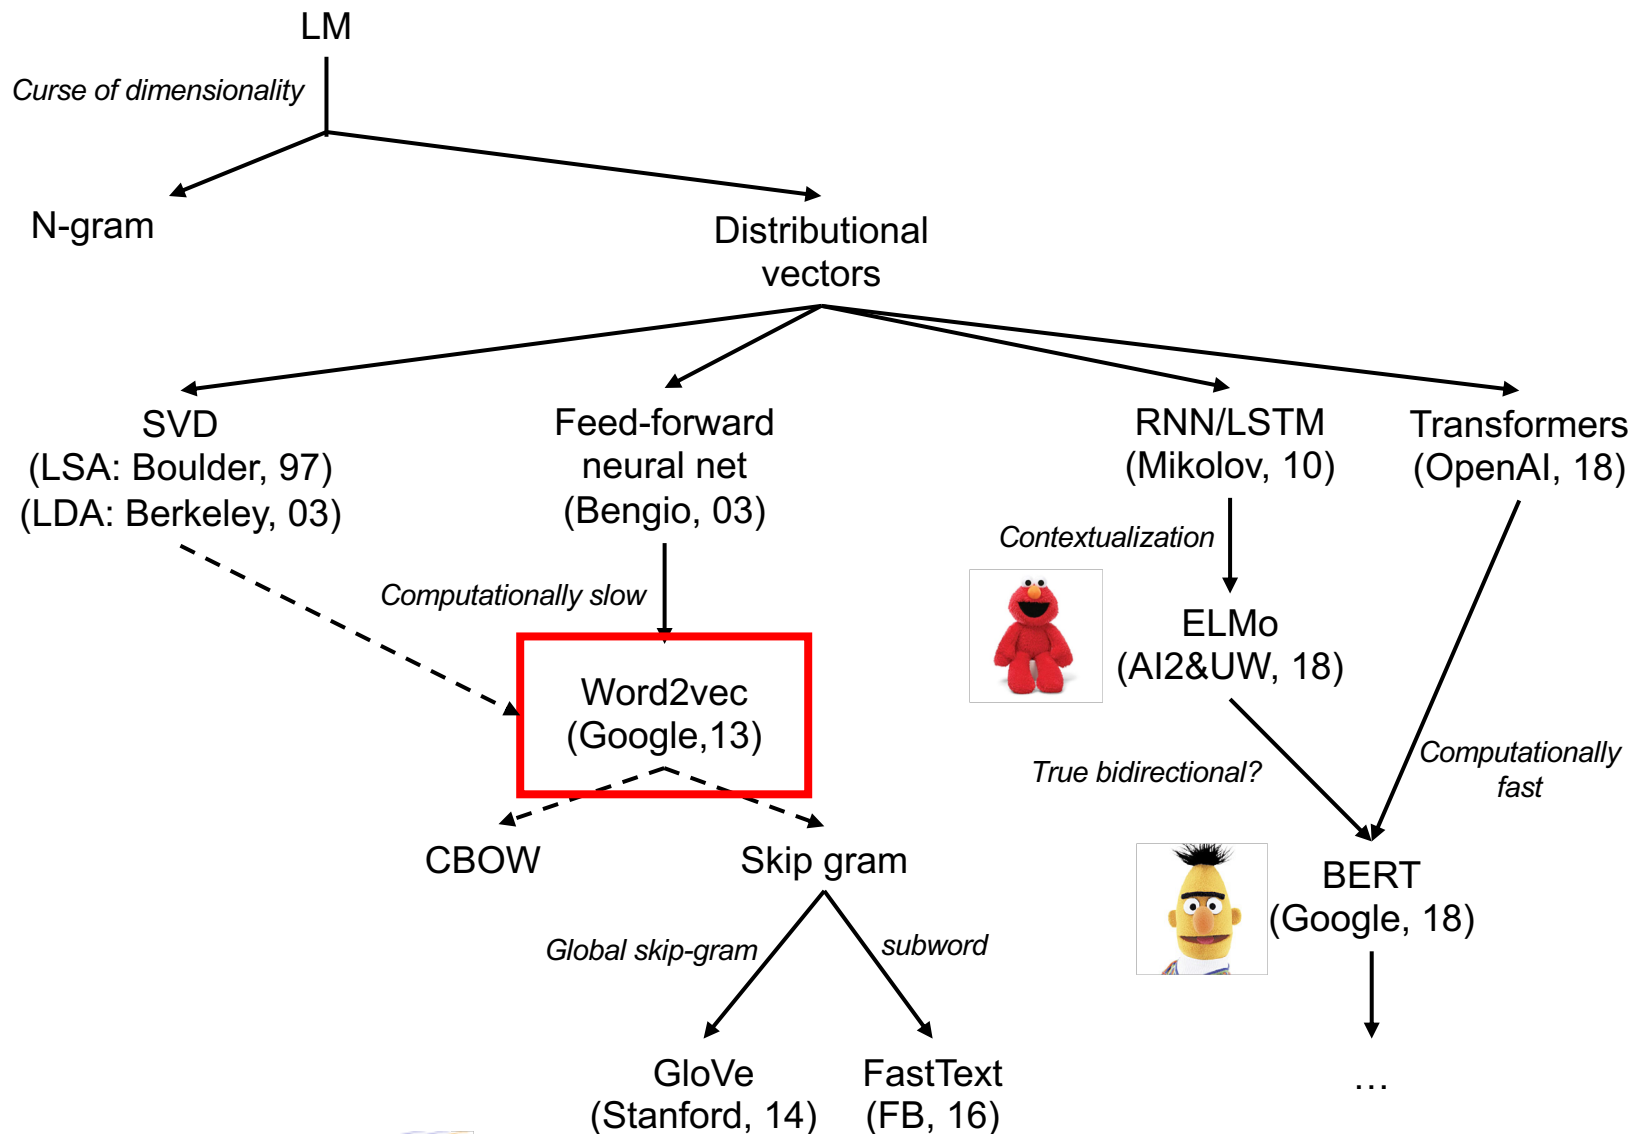 LM
Curse of dimensionality
N-gram
Distributional
vectors
SVD
(LSA: Boulder, 97)
(LDA: Berkeley, 03)
Feed-forward
neural net
(Bengio, 03)
RNN/LSTM
(Mikolov, 10)
Transformers
(OpenAI, 18)
Contextualization
Computationally slow
ELMo
(AI2&UW, 18)
Word2vec
(Google,13)
True bidirectional?
Computationally
fast
CBOW
Skip gram
BERT
(Google, 18)
Global skip-gram
subword
GloVe
(Stanford, 14)
FastText
(FB, 16)
...